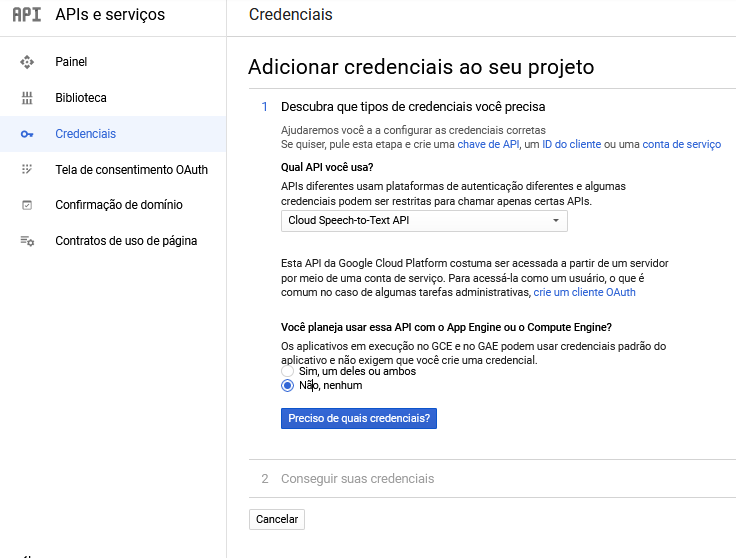 API APIs e serviços
Credenciais
Painel
Biblioteca
Credenciais
Tela de consentimento OAuth
Confirmação de domínio
Contratos de uso de página
Adicionar credenciais ao seu projeto
1 Descubra que tipos de credenciais você precisa
Ajudaremos você a a configurar as credenciais corretas
Se quiser, pule esta etapa e crie uma chave de API, um ID do cliente ou uma conta de serviço
Qual API você usa?
APIs diferentes usam plataformas de autenticação diferentes e algumas
credenciais podem ser restritas para chamar apenas certas APIs.
Cloud Speech-to-Text API
Esta API da Google Cloud Platform costuma ser acessada a partir de um servidor
por meio de uma conta de serviço. Para acessá-la como um usuário, o que é
comum no caso de algumas tarefas administrativas, crie um cliente OAuth
Você planeja usar essa API com o App Engine ou o Compute Engine?
Os aplicativos em execução no GCE e no GAE podem usar credenciais padrão do
aplicativo e não exigem que você crie uma credencial.
Sim, um deles ou ambos
Não, nenhum
Preciso de quais credenciais?
2 Conseguir suas credenciais
Cancelar